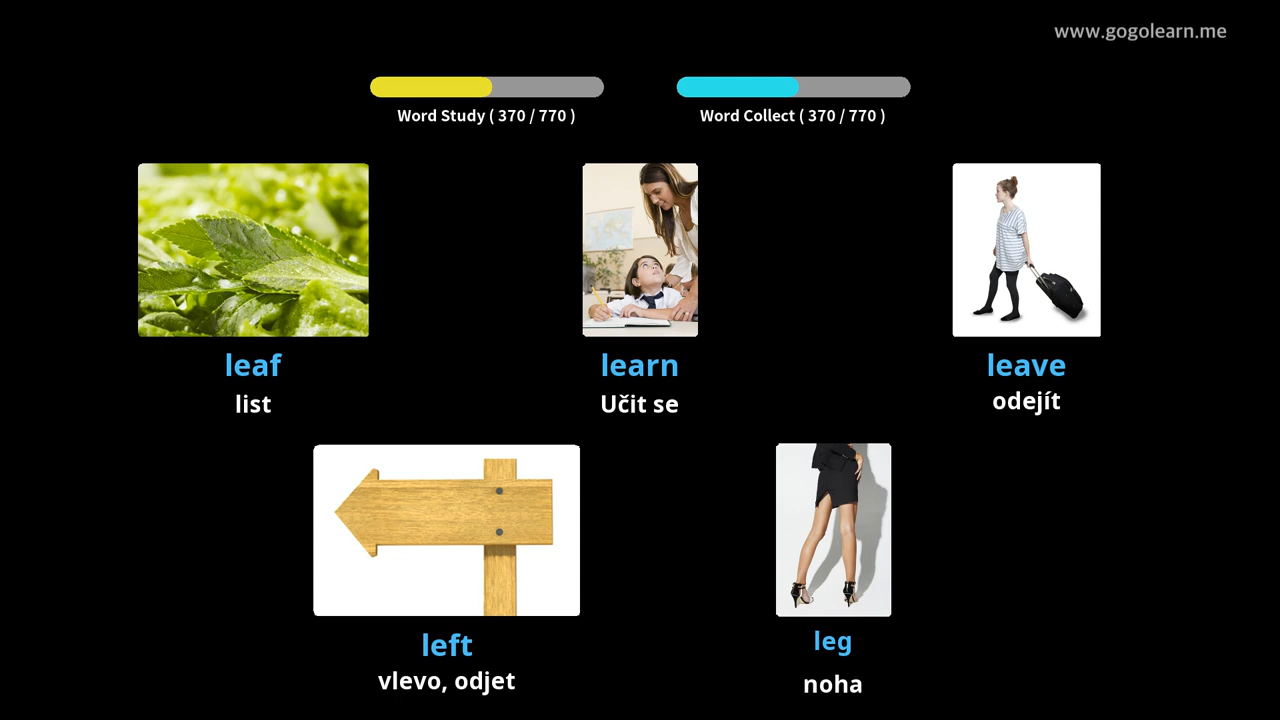 www.gogolearn.me
Word Study ( 370 / 770 )
Word Collect ( 370 / 770 )
leaf
list
learn
Učit se
leave
odejít
left
vlevo, odjet
leg
noha